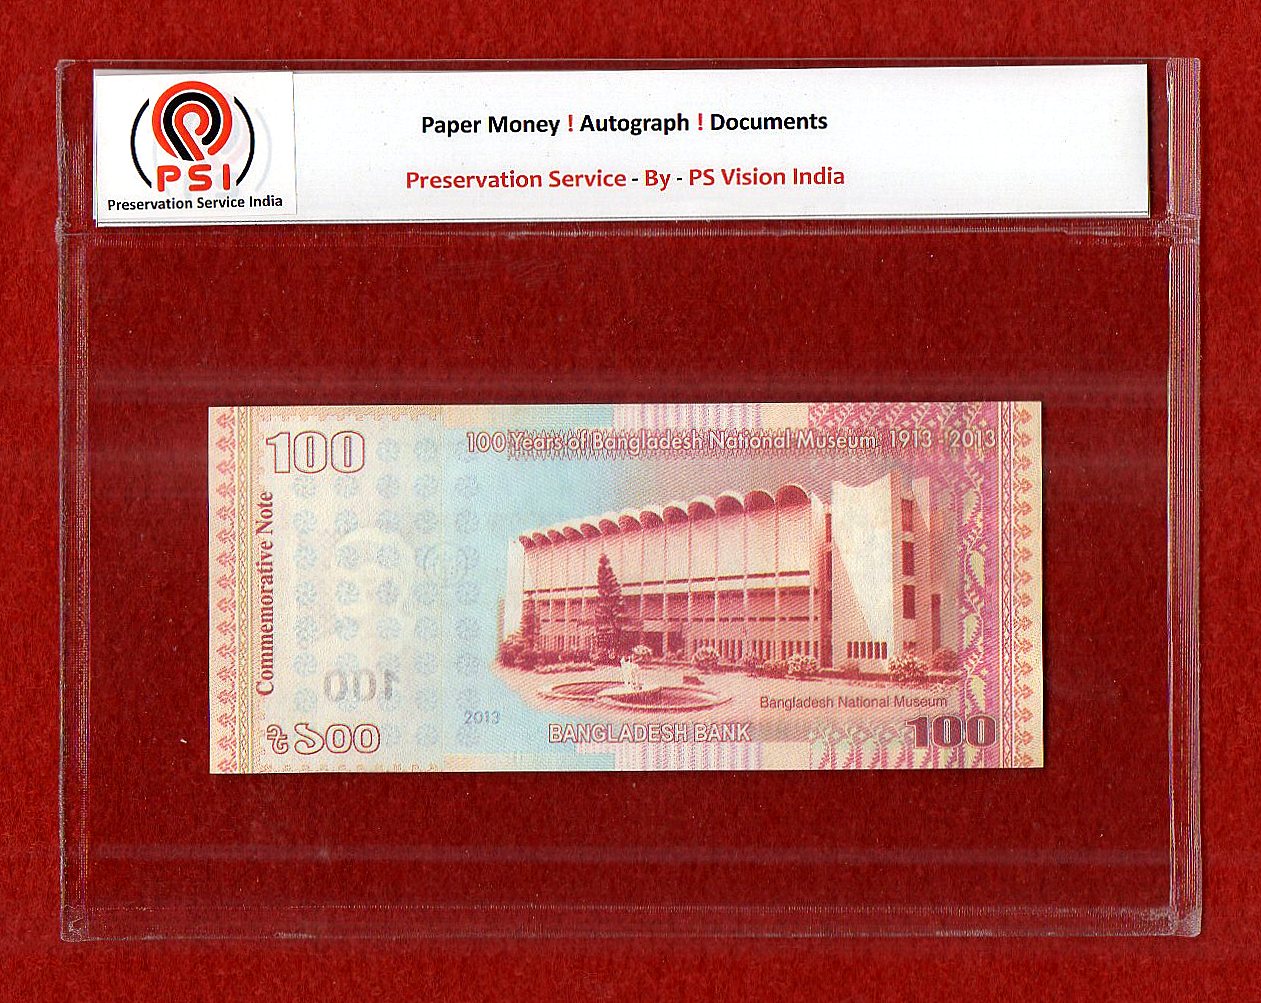 PSI
Preservation Service India
Paper Money ! Autograph ! Documents
Preservation Service - By - PS Vision India
100
100 Years of Bangladesh National Museum 1913 - 2013
Commemorative Note
100
৳ ১০০
2013
Bangladesh National Museum
BANGLADESH BANK
100